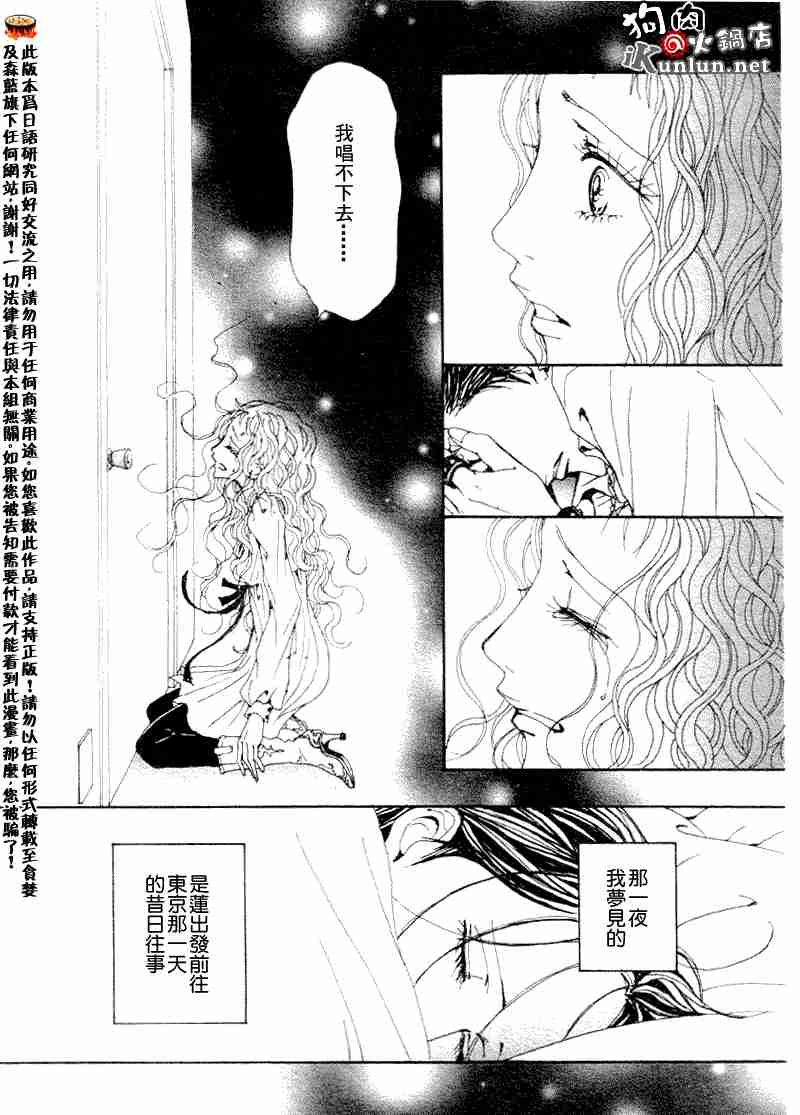 狗肉火鍋店
iKunlun.net
我唱不下去……
那一夜
我夢見的
是蓮出發前往
東京那一天
的昔日往事
此版本爲日語研究同好交流之用，請勿用于任何商業用途。如您喜歡此作品，請支持正版！請勿以任何形式轉載至貪婪
及森藍旗下任何網站，謝謝！一切法律責任與本組無關。如果您被告知需要付款才能看到此漫畫，那麼，您被騙了！